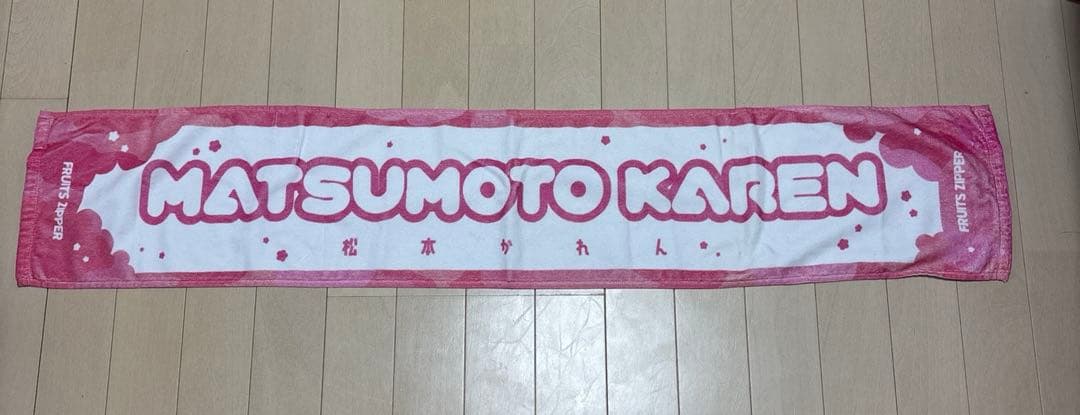 FRUITS ZIPPER
MATSUMOTO KAREN
松本かれん
FRUITS ZIPPER